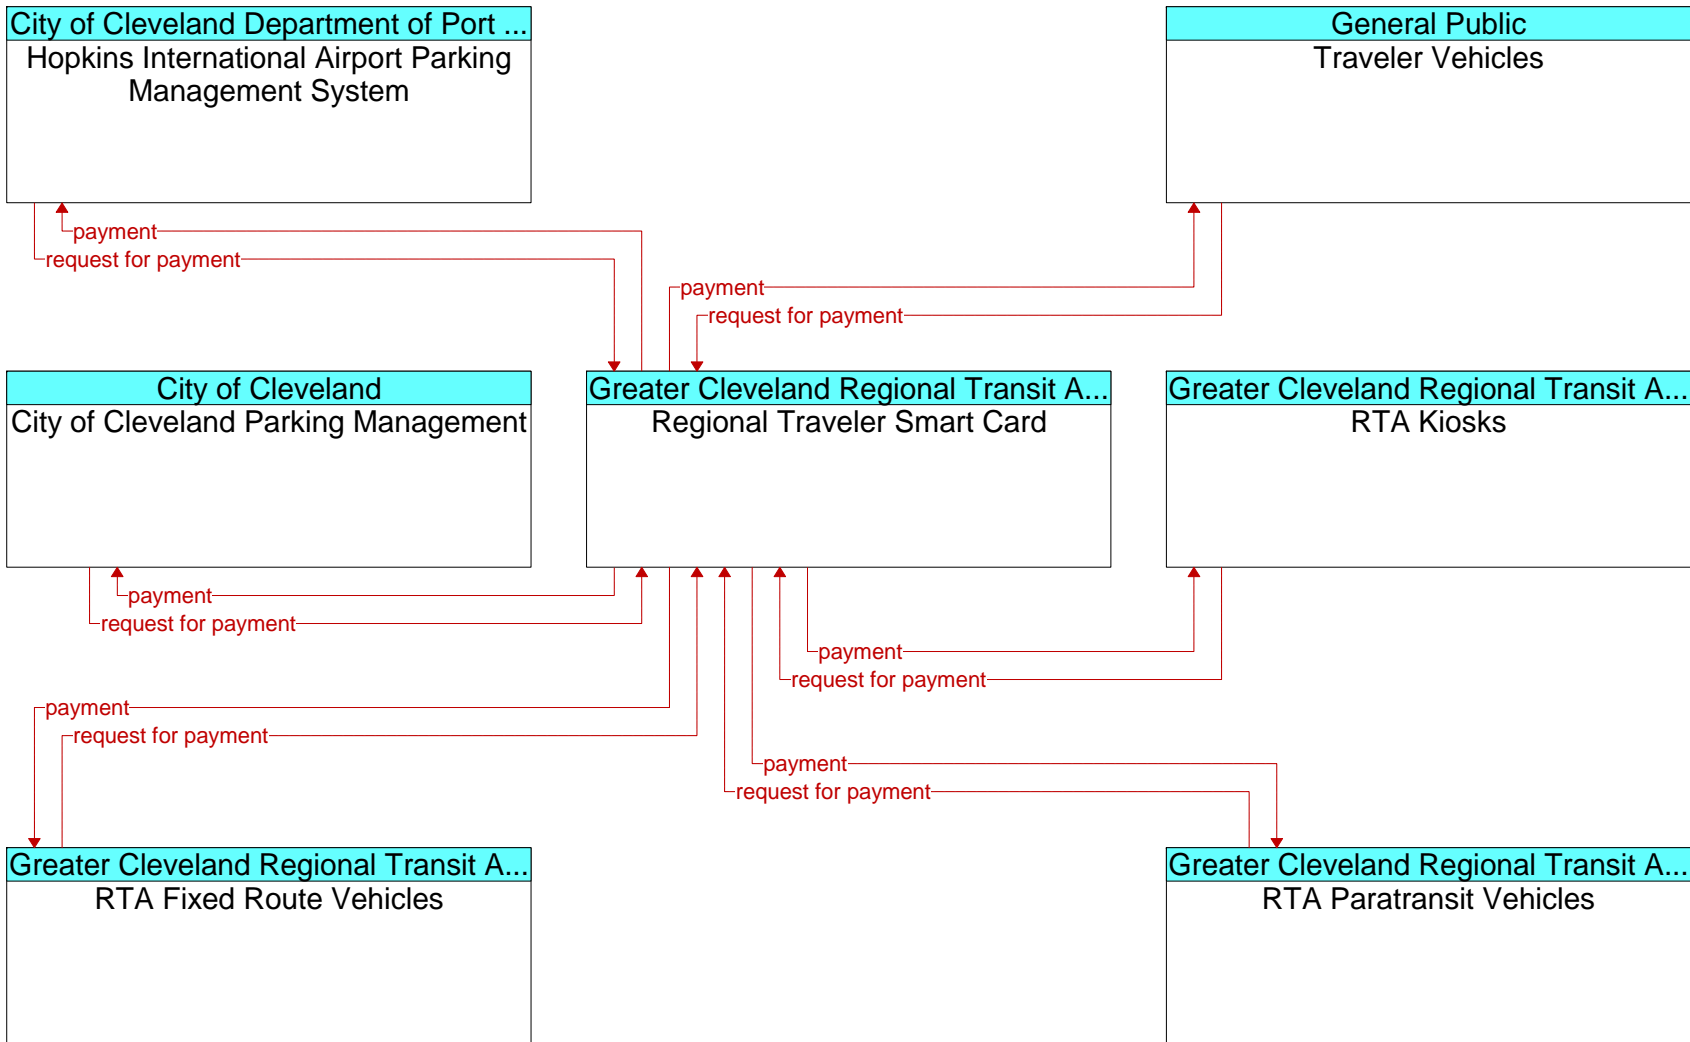 City of Cleveland Department of Port ...
Hopkins International Airport Parking
Management System
General Public
Traveler Vehicles
payment
request for payment
payment
request for payment
City of Cleveland
City of Cleveland Parking Management
Greater Cleveland Regional Transit A...
Regional Traveler Smart Card
Greater Cleveland Regional Transit A...
RTA Kiosks
payment
request for payment
payment
request for payment
payment
request for payment
payment
request for payment
Greater Cleveland Regional Transit A...
RTA Fixed Route Vehicles
Greater Cleveland Regional Transit A...
RTA Paratransit Vehicles